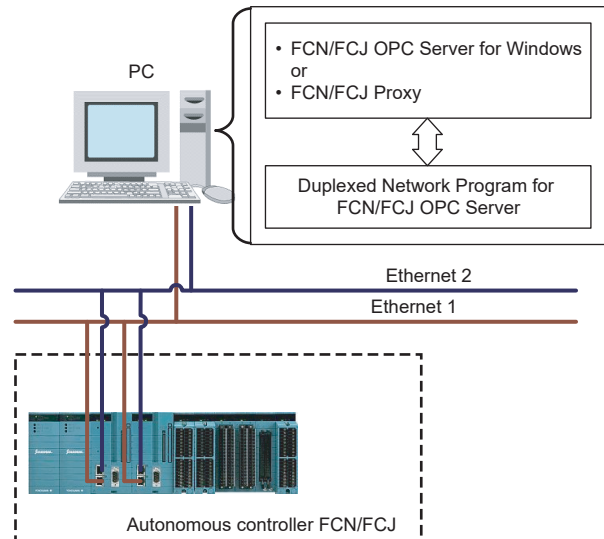 PC
• FCN/FCJ OPC Server for Windows
or
• FCN/FCJ Proxy
Duplexed Network Program for
FCN/FCJ OPC Server
Ethernet 2
Ethernet 1
Autonomous controller FCN/FCJ